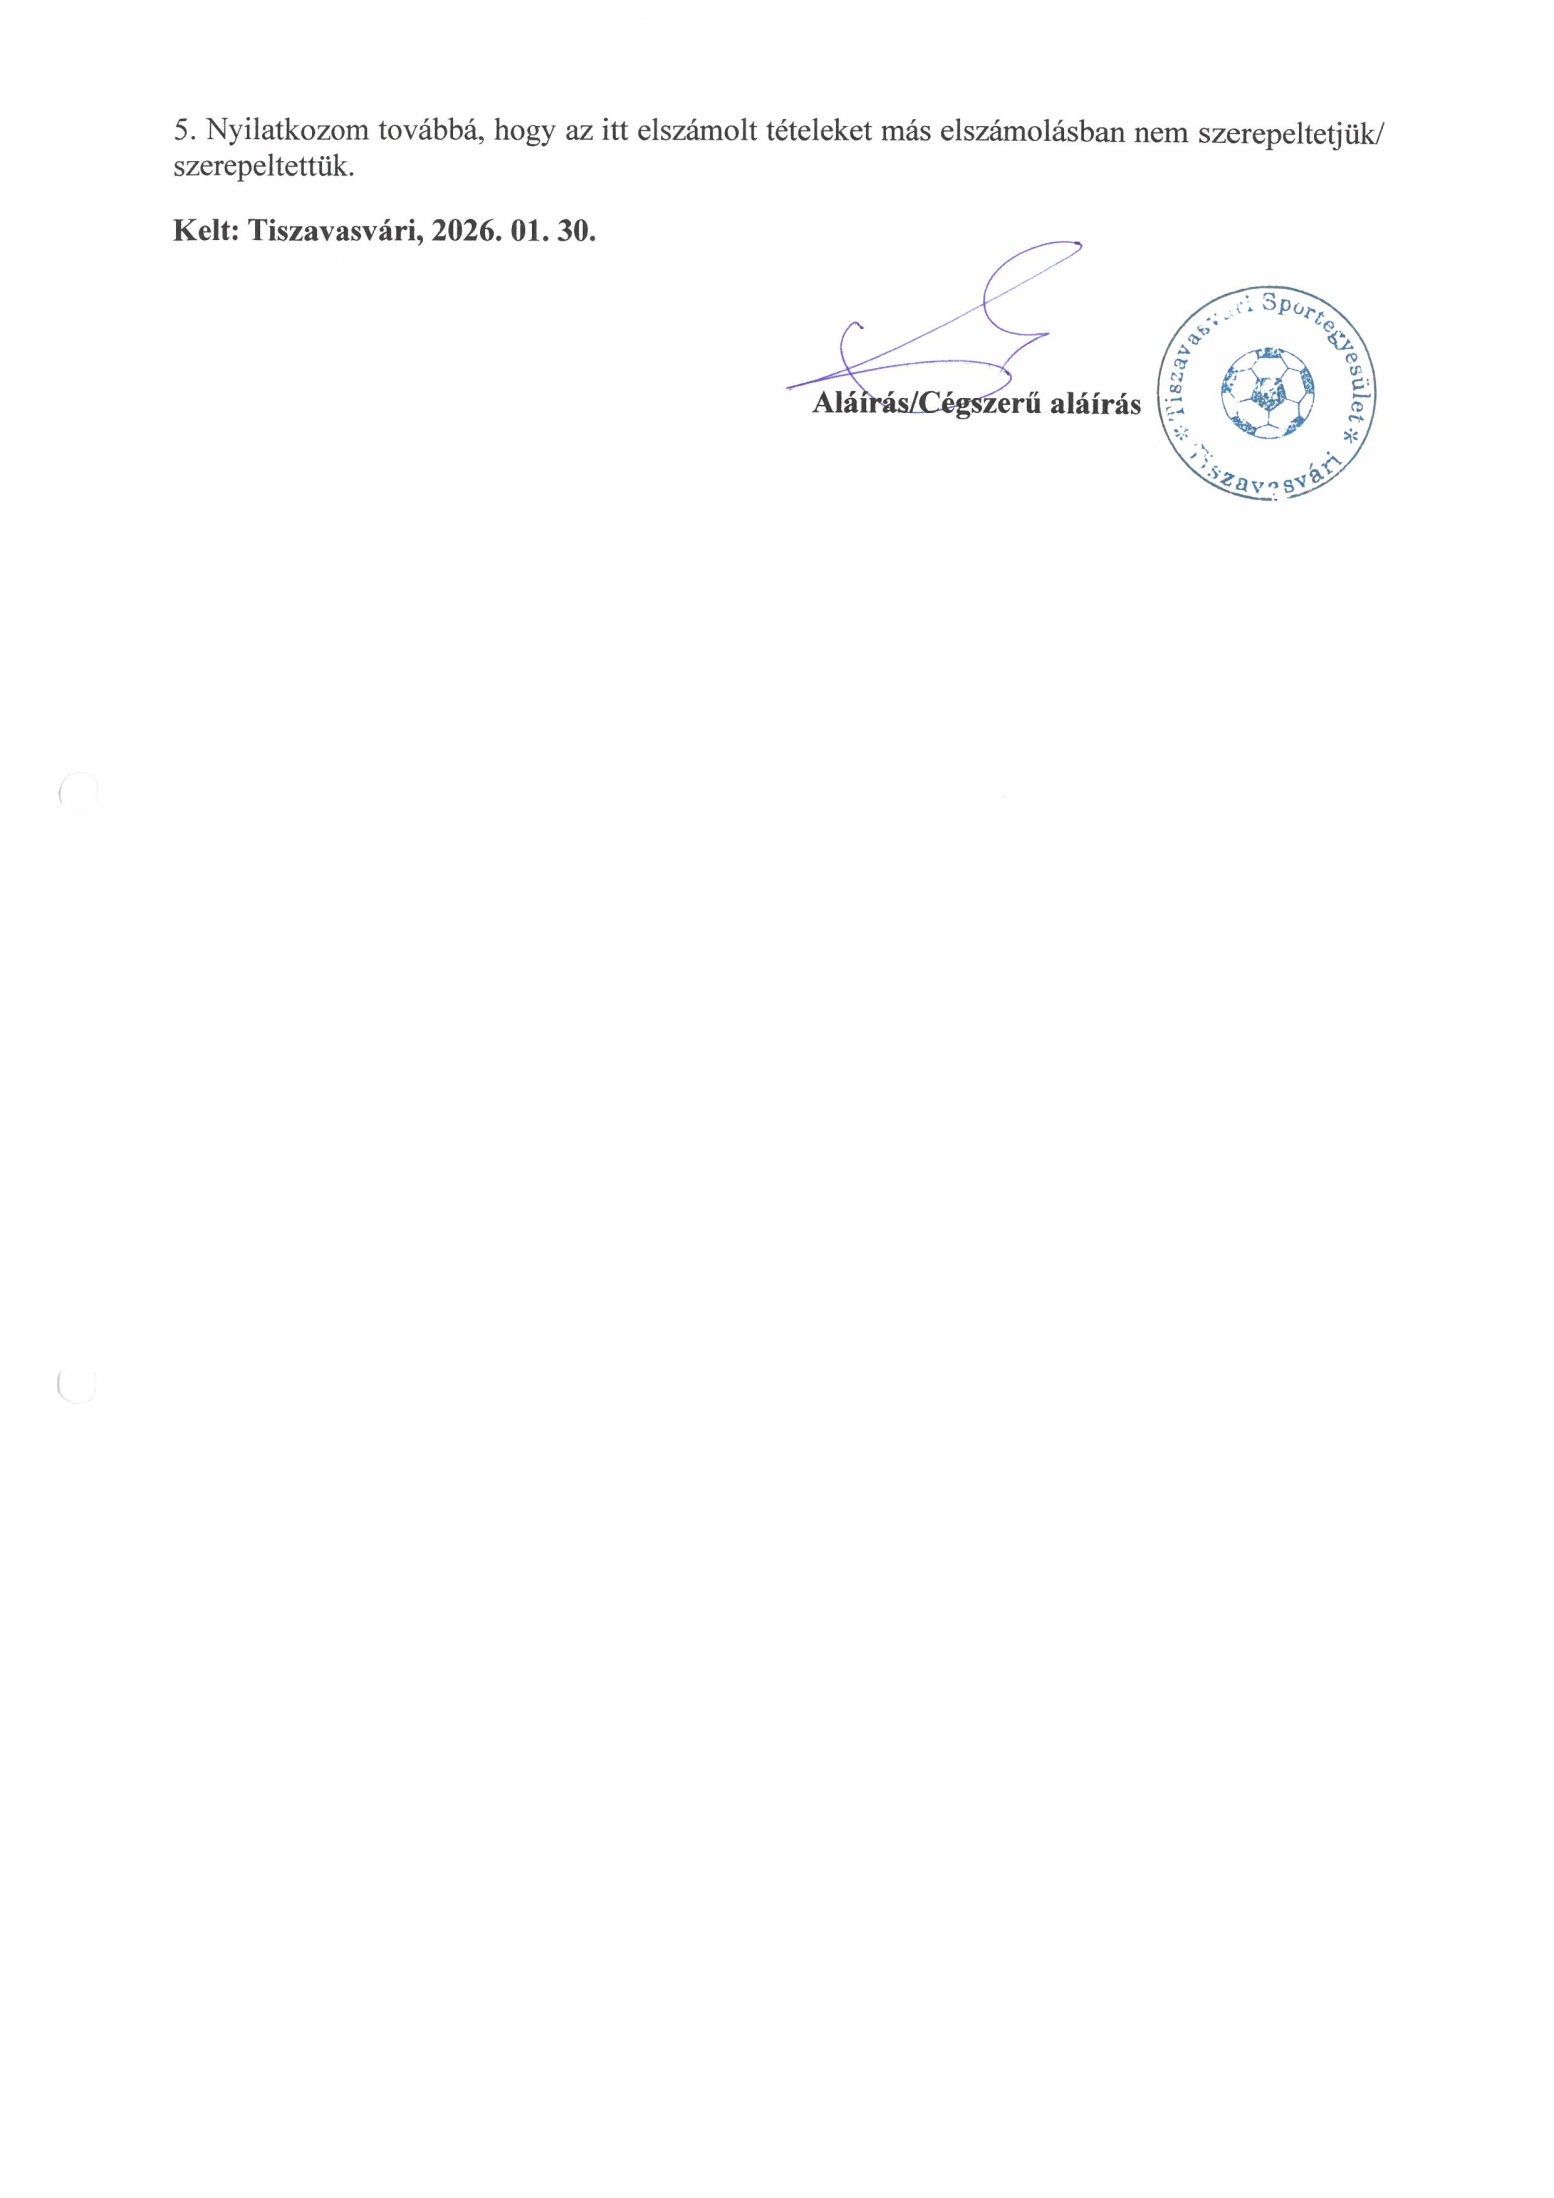 5. Nyilatkozom továbbá, hogy az itt elszámolt tételeket más elszámolásban nem szerepeltetjük/
szerepeltettük.
Kelt: Tiszavasvári, 2026. 01. 30.
Aláírás/Cégszerű aláírás
* Tiszavasvári Sportegyesület *
Tiszavasvári